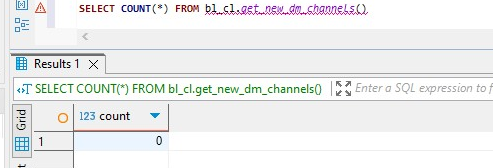 SELECT COUNT(*) FROM bl_cl.get_new_dm_channels()
Results 1
SELECT COUNT(*) FROM bl_cl.get_new_dm_channels()
Enter a SQL expression to
Grid
123 count
1
0